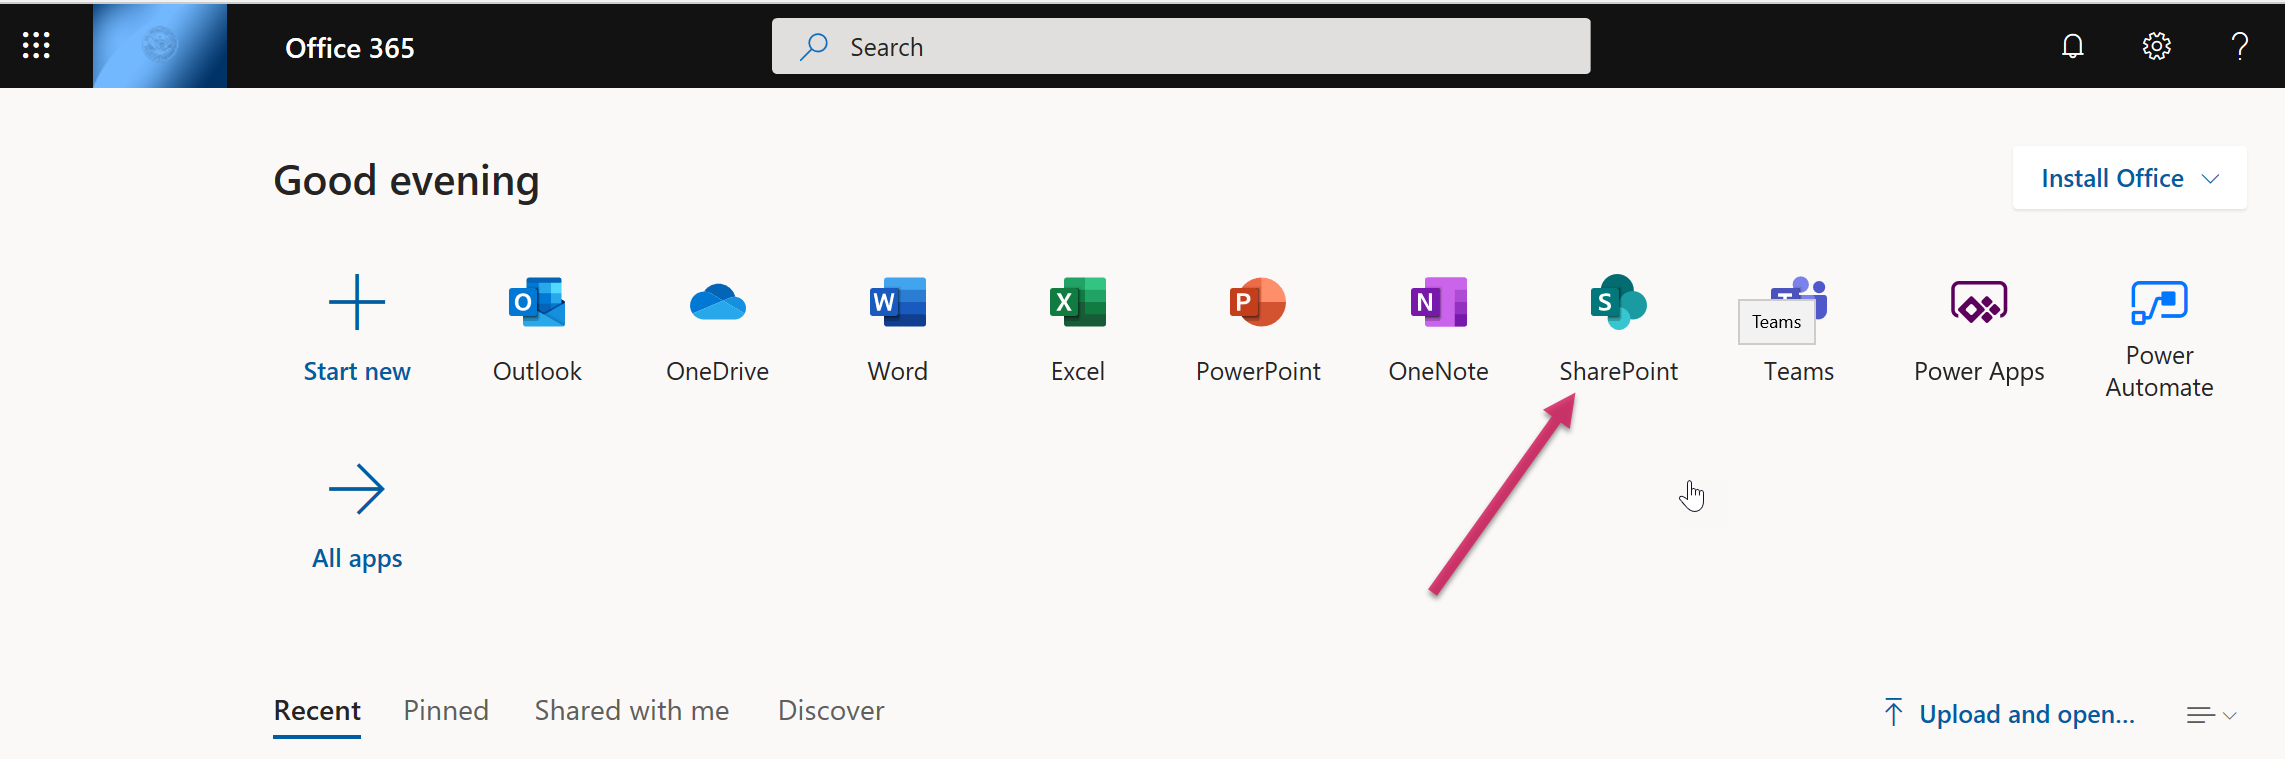 Office 365
Search
Good evening
Install Office
Start new
Outlook
OneDrive
Word
Excel
PowerPoint
OneNote
SharePoint
Teams
Teams
Power Apps
Power
Automate
All apps
Recent
Pinned
Shared with me
Discover
Upload and open...